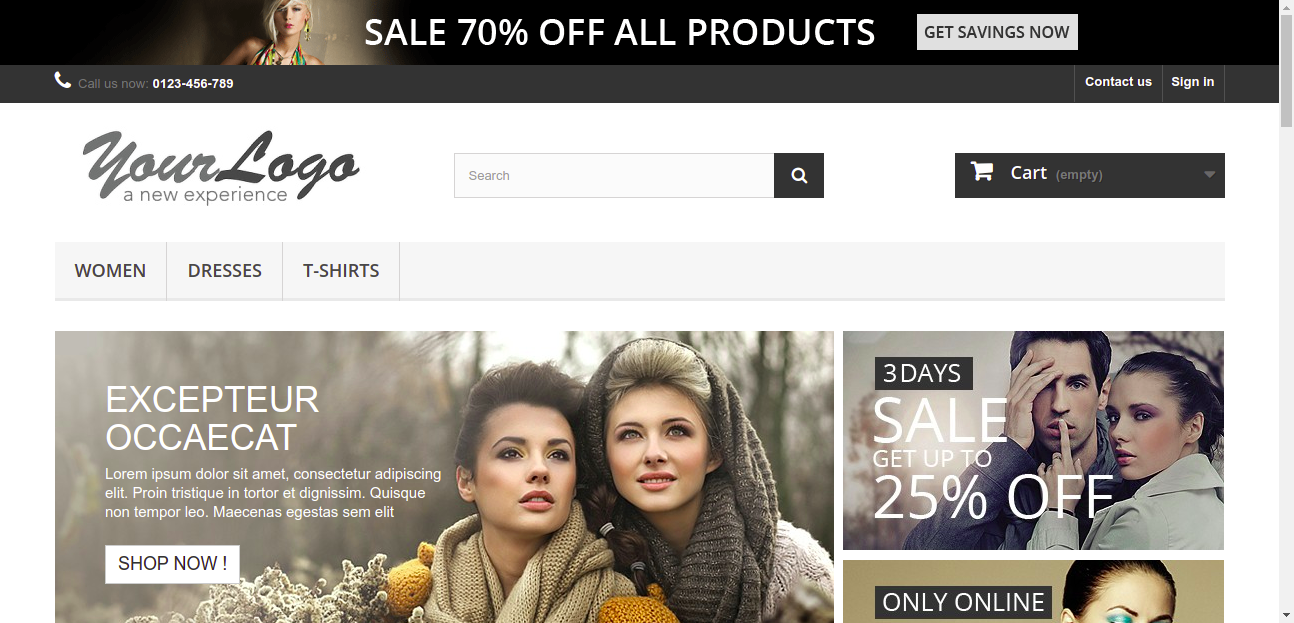 SALE 70% OFF ALL PRODUCTS
GET SAVINGS NOW
Call us now: 0123-456-789
Contact us
Sign in
YourLogo
a new experience
Search
Cart (empty)
WOMEN
DRESSES
T-SHIRTS
EXCEPTEUR
OCCAECAT
Lorem ipsum dolor sit amet, consectetur adipiscing
elit. Proin tristique in tortor et dignissim. Quisque
non tempor leo. Maecenas egestas sem elit
SHOP NOW !
3 DAYS
SALE
GET UP TO
25% OFF
ONLY ONLINE